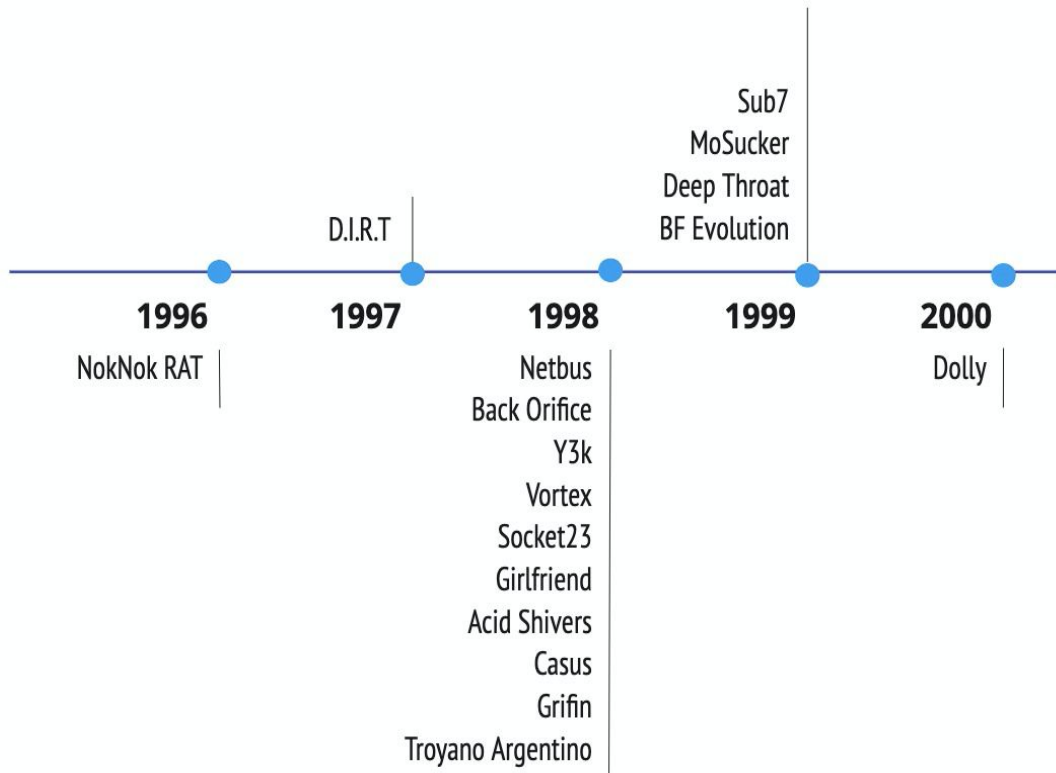 Sub7
MoSucker
Deep Throat
D.I.R.T
BF Evolution
1996
1997
1998
1999
2000
NokNok RAT
Netbus
Dolly
Back Orifice
Y3k
Vortex
Socket23
Girlfriend
Acid Shivers
Casus
Grifin
Troyano Argentino